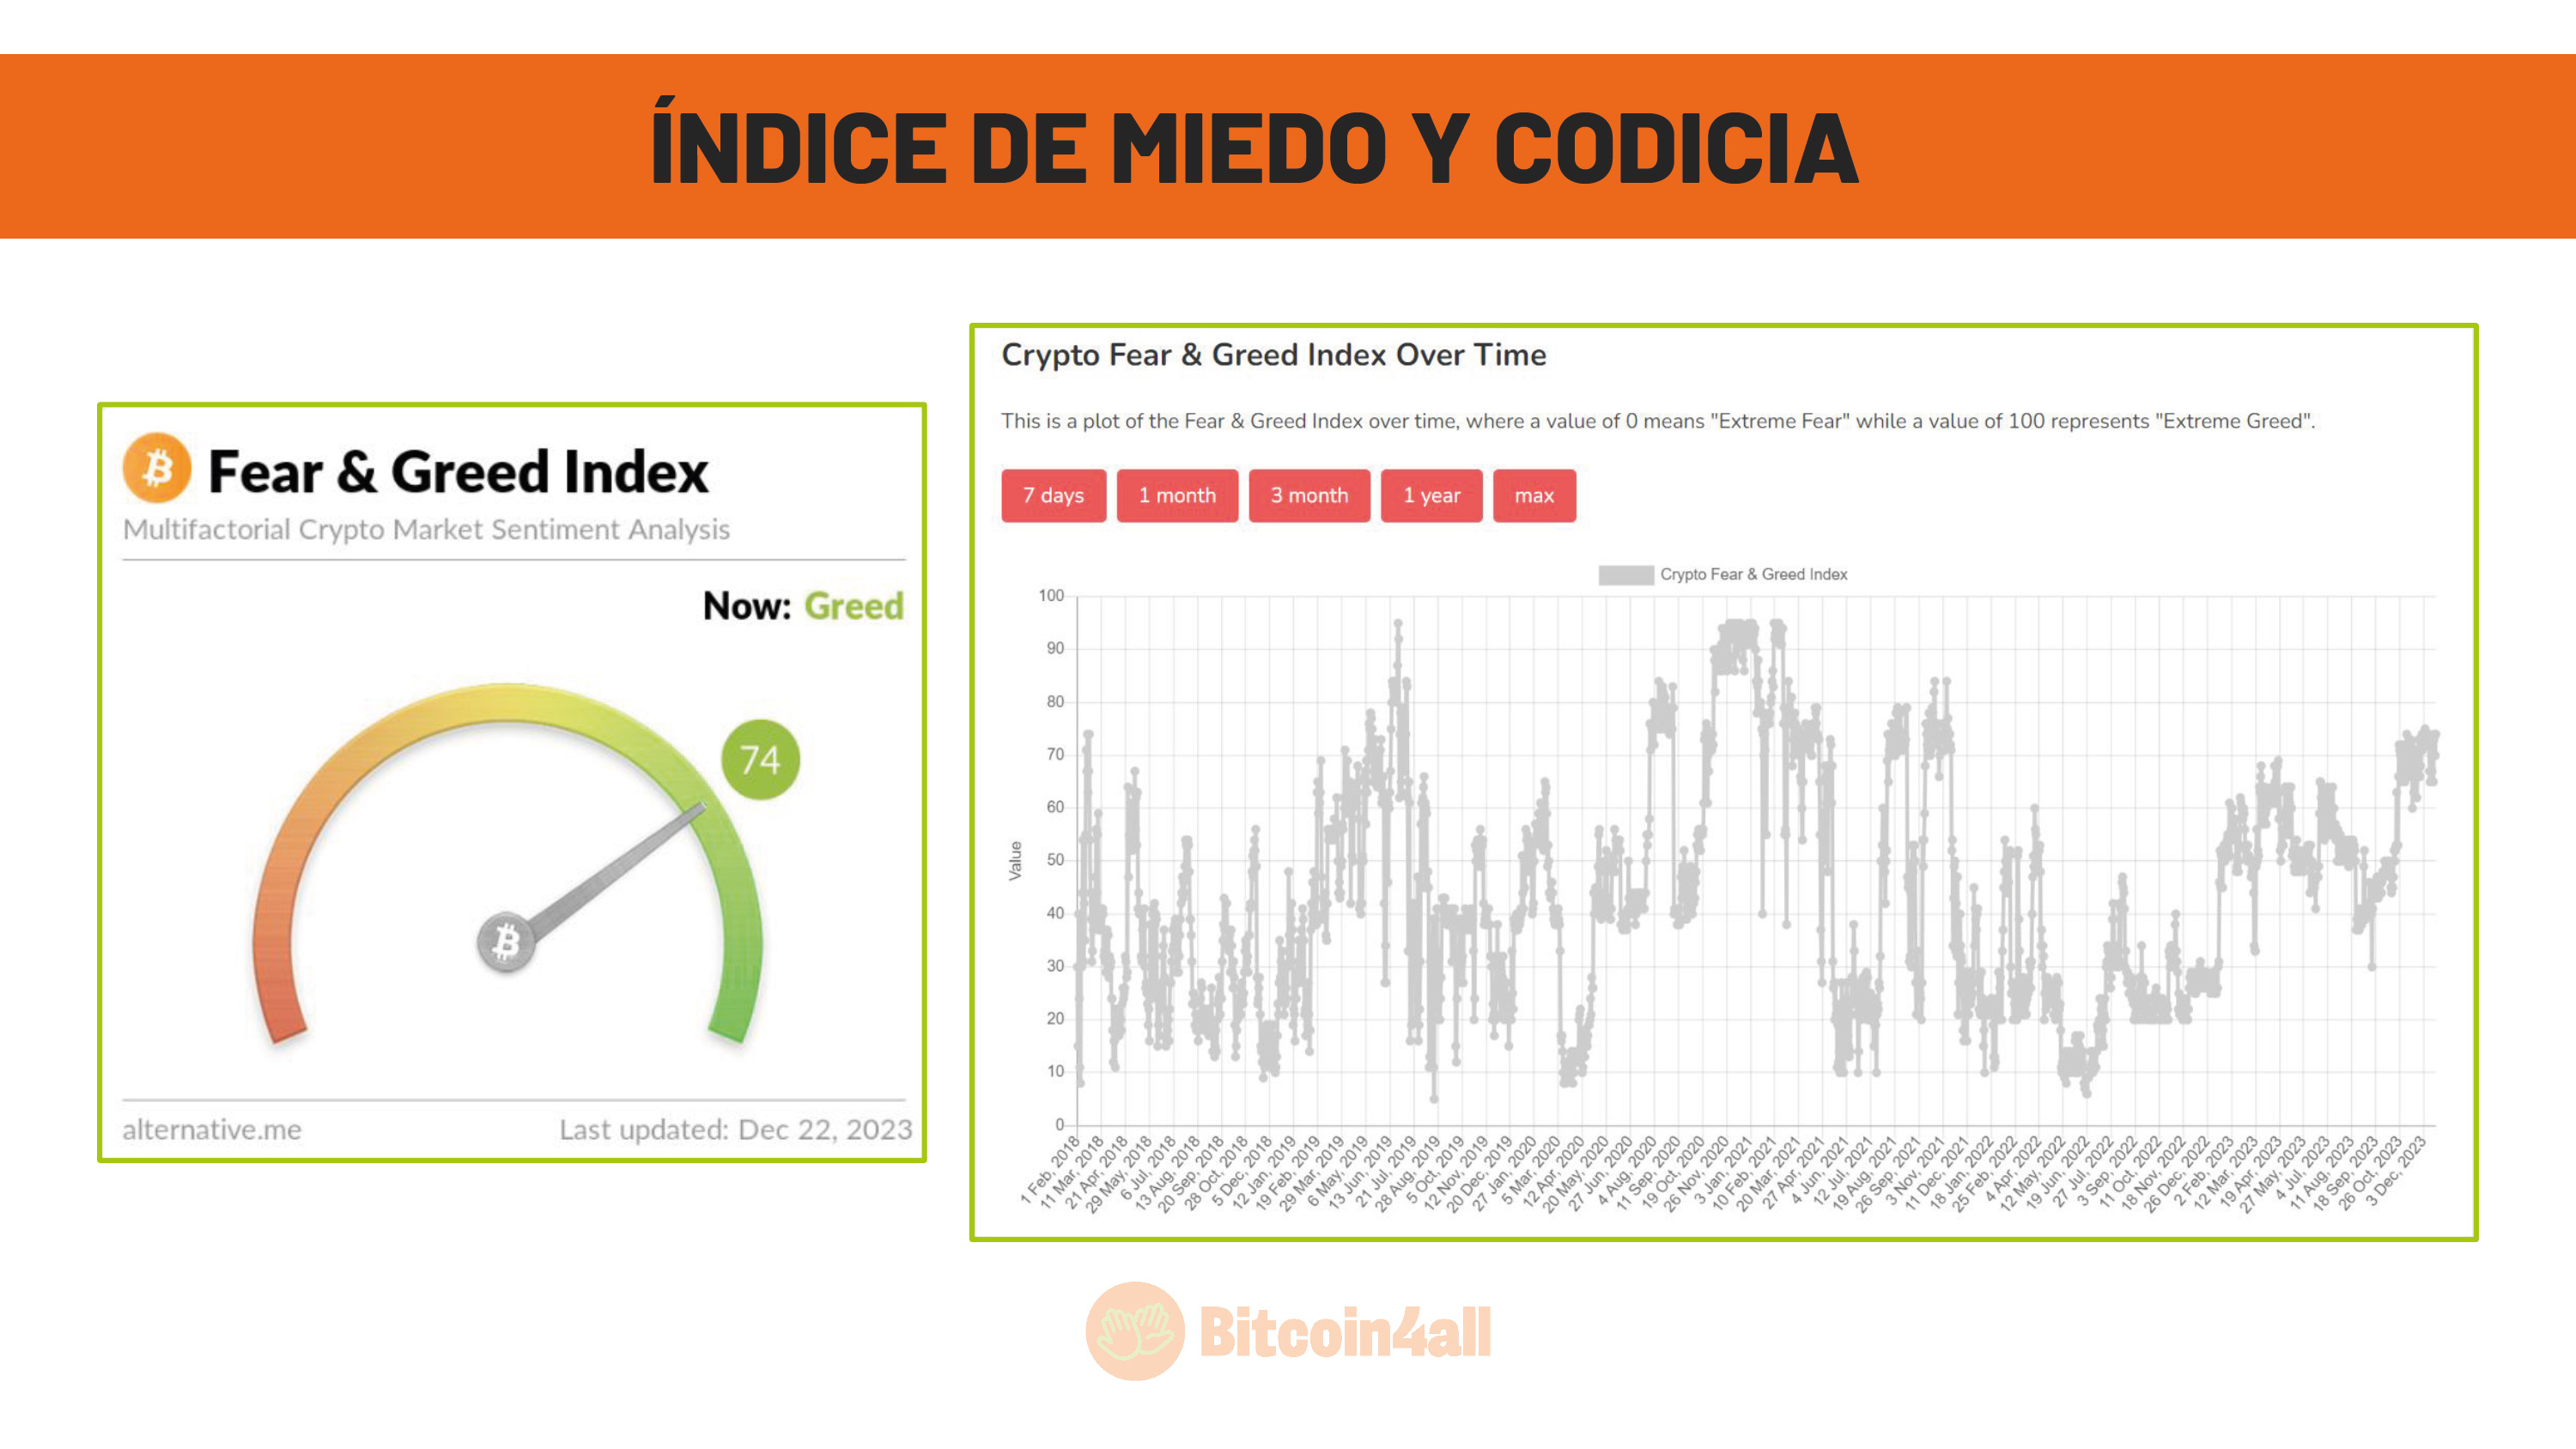 ÍNDICE DE MIEDO Y CODICIA
Fear & Greed Index
Multifactorial Crypto Market Sentiment Analysis
Now: Greed
74
alternative.me
Last updated: Dec 22, 2023
Crypto Fear & Greed Index Over Time
This is a plot of the Fear & Greed Index over time, where a value of 0 means "Extreme Fear" while a value of 100 represents "Extreme Greed".
7 days
1 month
3 month
1 year
max
Crypto Fear & Greed Index
100
90
80
70
60
50
40
30
20
10
0
Value
1 Feb, 2018
11 Mar, 2018
21 Apr, 2018
29 May, 2018
6 Jul, 2018
13 Aug, 2018
20 Sep, 2018
28 Oct, 2018
5 Dec, 2018
12 Jan, 2019
19 Feb, 2019
29 Mar, 2019
6 May, 2019
13 Jun, 2019
21 Jul, 2019
28 Aug, 2019
5 Oct, 2019
12 Nov, 2019
20 Dec, 2019
27 Jan, 2020
5 Mar, 2020
12 Apr, 2020
20 May, 2020
27 Jun, 2020
4 Aug, 2020
11 Sep, 2020
19 Oct, 2020
26 Nov, 2020
3 Jan, 2021
10 Feb, 2021
20 Mar, 2021
27 Apr, 2021
4 Jun, 2021
12 Jul, 2021
19 Aug, 2021
26 Sep, 2021
3 Nov, 2021
11 Dec, 2021
18 Jan, 2022
25 Feb, 2022
4 Apr, 2022
12 May, 2022
19 Jun, 2022
27 Jul, 2022
3 Sep, 2022
11 Oct, 2022
18 Nov, 2022
26 Dec, 2022
2 Feb, 2023
12 Mar, 2023
19 Apr, 2023
27 May, 2023
4 Jul, 2023
11 Aug, 2023
18 Sep, 2023
26 Oct, 2023
3 Dec, 2023
Bitcoin4all